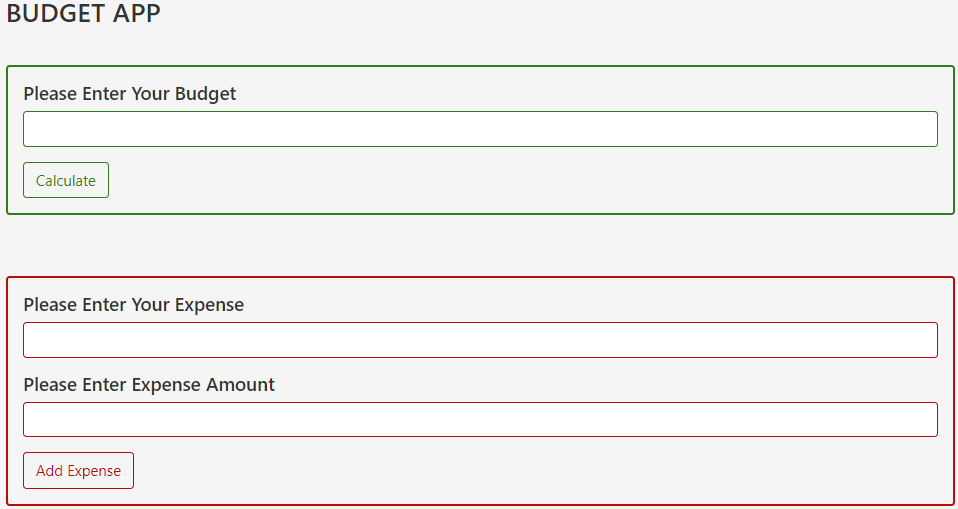 BUDGET APP
Please Enter Your Budget
Calculate
Please Enter Your Expense
Please Enter Expense Amount
Add Expense